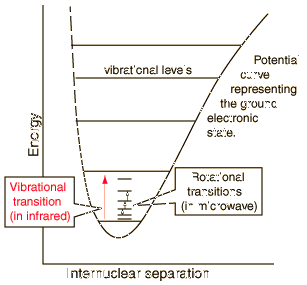 Energy
vibrational levels
Potential
curve
representing
the ground
electronic
state.
Vibrational
transition
(in infrared)
Rotational
transitions
(in microwave)
Internuclear separation